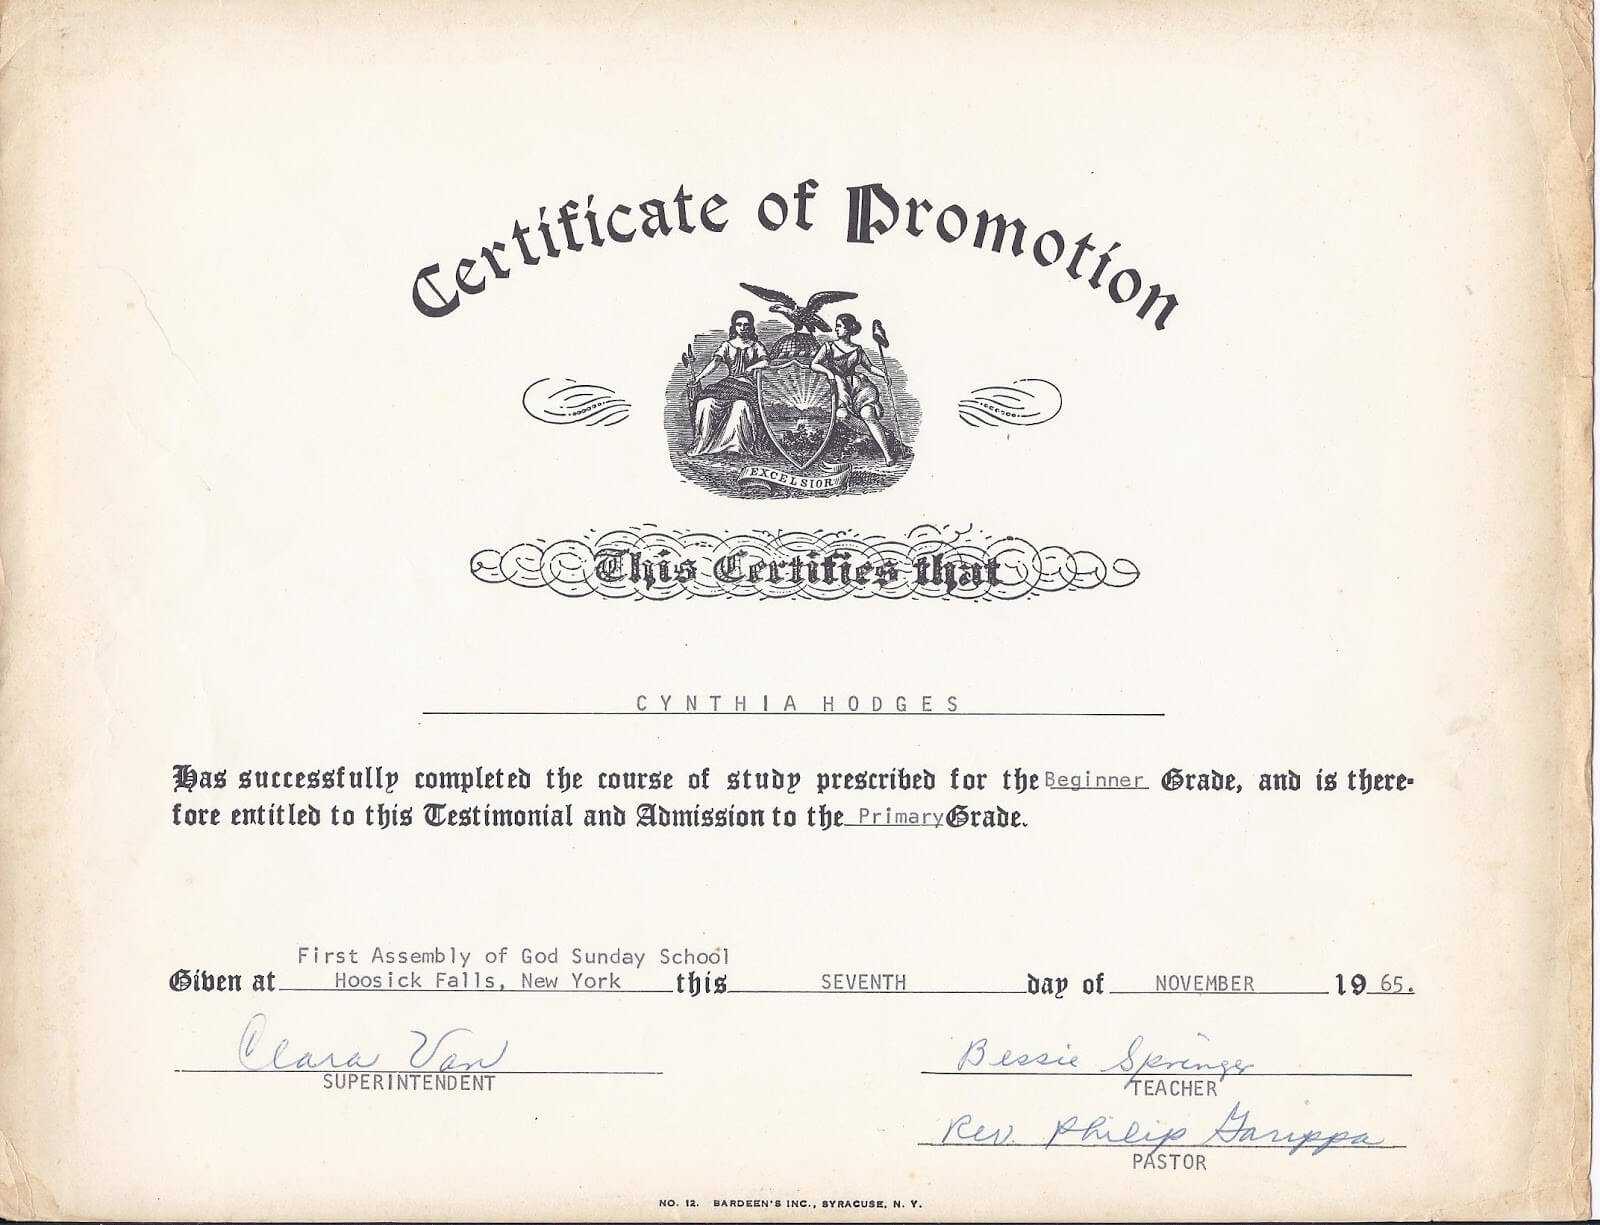 Certificate of Promotion
EXCELSIOR
This Certifies that
CYNTHIA HODGES
Has successfully completed the course of study prescribed for the Beginner Grade, and is there-
fore entitled to this Testimonial and Admission to the Primary Grade.
First Assembly of God Sunday School
Given at Hoosick Falls, New York this SEVENTH day of NOVEMBER 19 65.
Clara Van
SUPERINTENDENT
Bessie Springer
TEACHER
Rev. Philip Garippa
PASTOR
NO. 12. BARDEEN'S INC., SYRACUSE, N. Y.